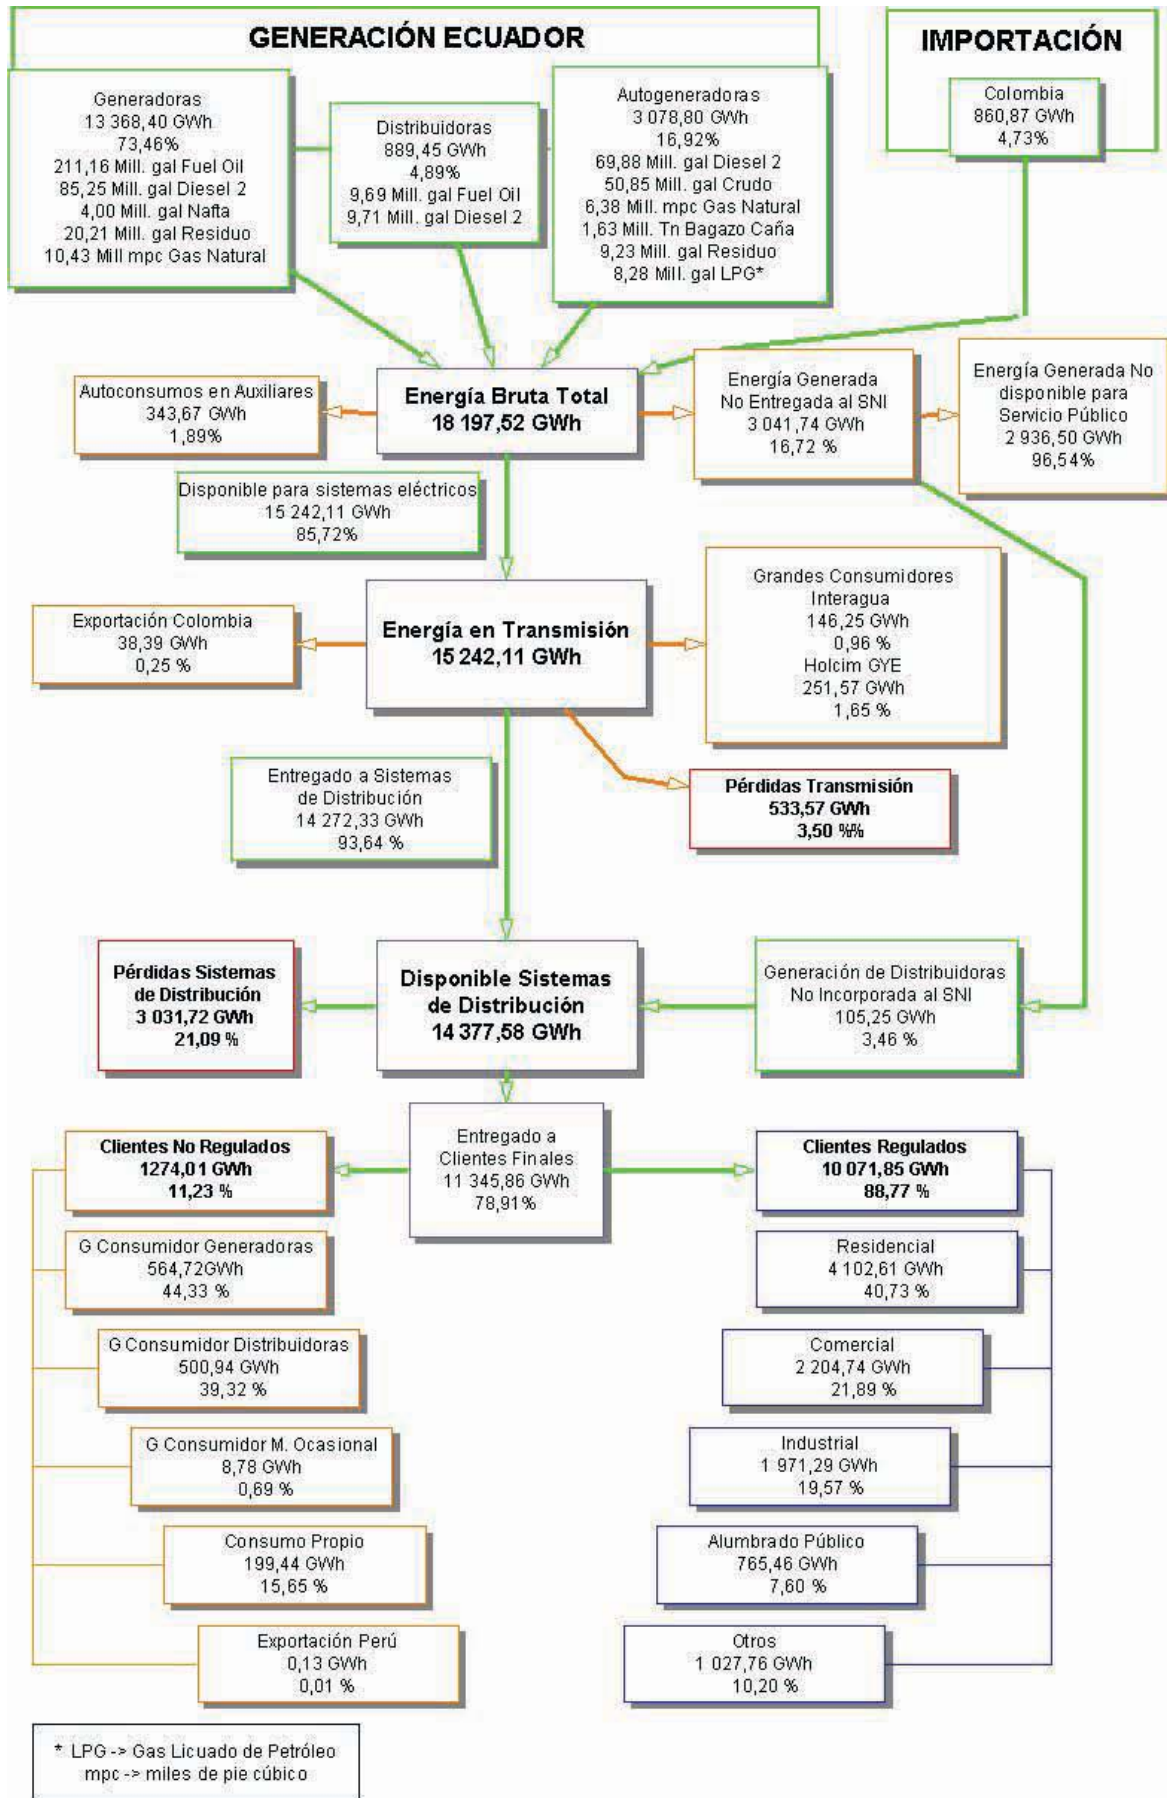 GENERACIÓN ECUADOR
IMPORTACIÓN
Generadoras
13 368,40 GWh
73,46%
211,16 Mill. gal Fuel Oil
85,25 Mill. gal Diesel 2
4,00 Mill. gal Nafta
20,21 Mill. gal Residuo
10,43 Mill mpc Gas Natural
Distribuidoras
889,45 GWh
4,89%
9,69 Mill. gal Fuel Oil
9,71 Mill. gal Diesel 2
Autogeneradoras
3 078,80 GWh
16,92%
69,88 Mill. gal Diesel 2
50,85 Mill. gal Crudo
6,38 Mill. mpc Gas Natural
1,63 Mill. Tn Bagazo Caña
9,23 Mill. gal Residuo
8,28 Mill. gal LPG*
Colombia
860,87 GWh
4,73%
Autoconsumos en Auxiliares
343,67 GWh
1,89%
Energía Bruta Total
18 197,52 GWh
Energía Generada
No Entregada al SNI
3 041,74 GWh
16,72 %
Energía Generada No
disponible para
Servicio Público
2 936,50 GWh
96,54%
Disponible para sistemas eléctricos
15 242,11 GWh
85,72%
Exportación Colombia
38,39 GWh
0,25 %
Energía en Transmisión
15 242,11 GWh
Grandes Consumidores
Interagua
146,25 GWh
0,96 %
Holcim GYE
251,57 GWh
1,65 %
Entregado a Sistemas
de Distribución
14 272,33 GWh
93,64 %
Pérdidas Transmisión
533,57 GWh
3,50 %%
Pérdidas Sistemas
de Distribución
3 031,72 GWh
21,09 %
Disponible Sistemas
de Distribución
14 377,58 GWh
Generación de Distribuidoras
No Incorporada al SNI
105,25 GWh
3,46 %
Entregado a
Clientes Finales
11 345,86 GWh
78,91%
Clientes No Regulados
1274,01 GWh
11,23 %
G Consumidor Generadoras
564,72GWh
44,33 %
G Consumidor Distribuidoras
500,94 GWh
39,32 %
G Consumidor M. Ocasional
8,78 GWh
0,69 %
Consumo Propio
199,44 GWh
15,65 %
Exportación Perú
0,13 GWh
0,01 %
Clientes Regulados
10 071,85 GWh
88,77 %
Residencial
4 102,61 GWh
40,73 %
Comercial
2 204,74 GWh
21,89 %
Industrial
1 971,29 GWh
19,57 %
Alumbrado Público
765,46 GWh
7,60 %
Otros
1 027,76 GWh
10,20 %
* LPG -> Gas Licuado de Petróleo
mpc -> miles de pie cúbico